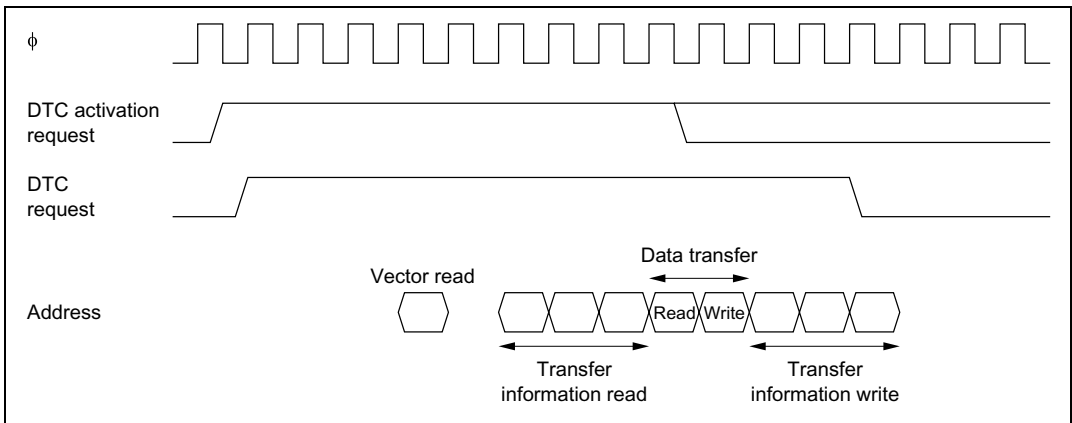 ϕ
DTC activation
request
DTC
request
Data transfer
Vector read
Address
Read Write
Transfer
information read
Transfer
information write